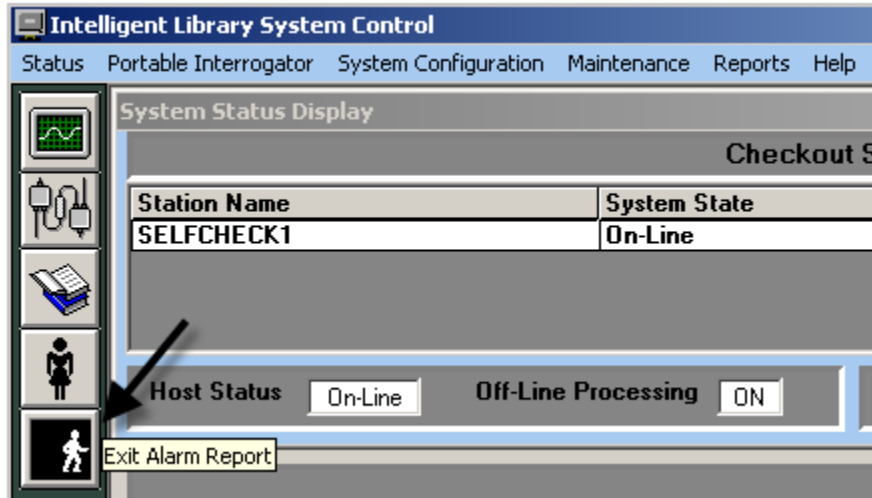 Intelligent Library System Control
Status Portable Interrogator System Configuration Maintenance Reports Help
System Status Display
Checkout
Station Name System State
SELFCHECK1 On-Line
Host Status On-Line Off-Line Processing ON
Exit Alarm Report